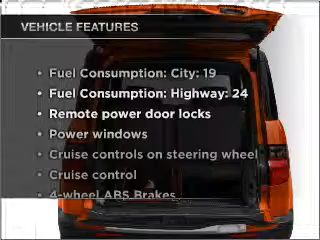 VEHICLE FEATURES
• Fuel Consumption: City: 19
• Fuel Consumption: Highway: 24
• Remote power door locks
• Power windows
• Cruise controls on steering wheel
• Cruise control
• 4-wheel ABS Brakes